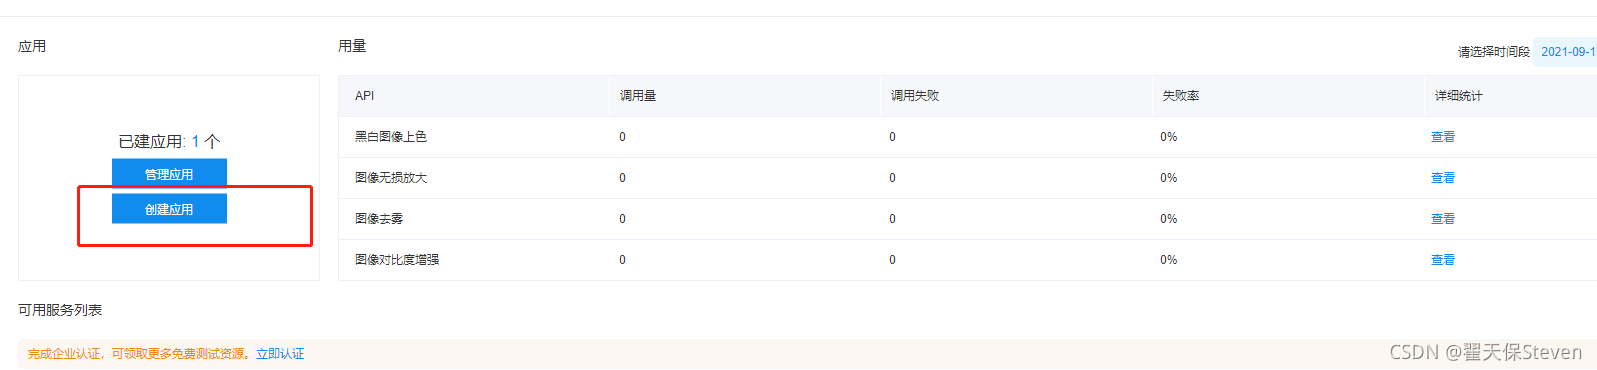 应用
用量
请选择时间段 2021-09-1
已建应用: 1 个
管理应用
创建应用
API 调用量 调用失败 失败率 详细统计
黑白图像上色 0 0 0% 查看
图像无损放大 0 0 0% 查看
图像去雾 0 0 0% 查看
图像对比度增强 0 0 0% 查看
可用服务列表
完成企业认证，可领取更多免费测试资源。立即认证
CSDN @翟天保Steven